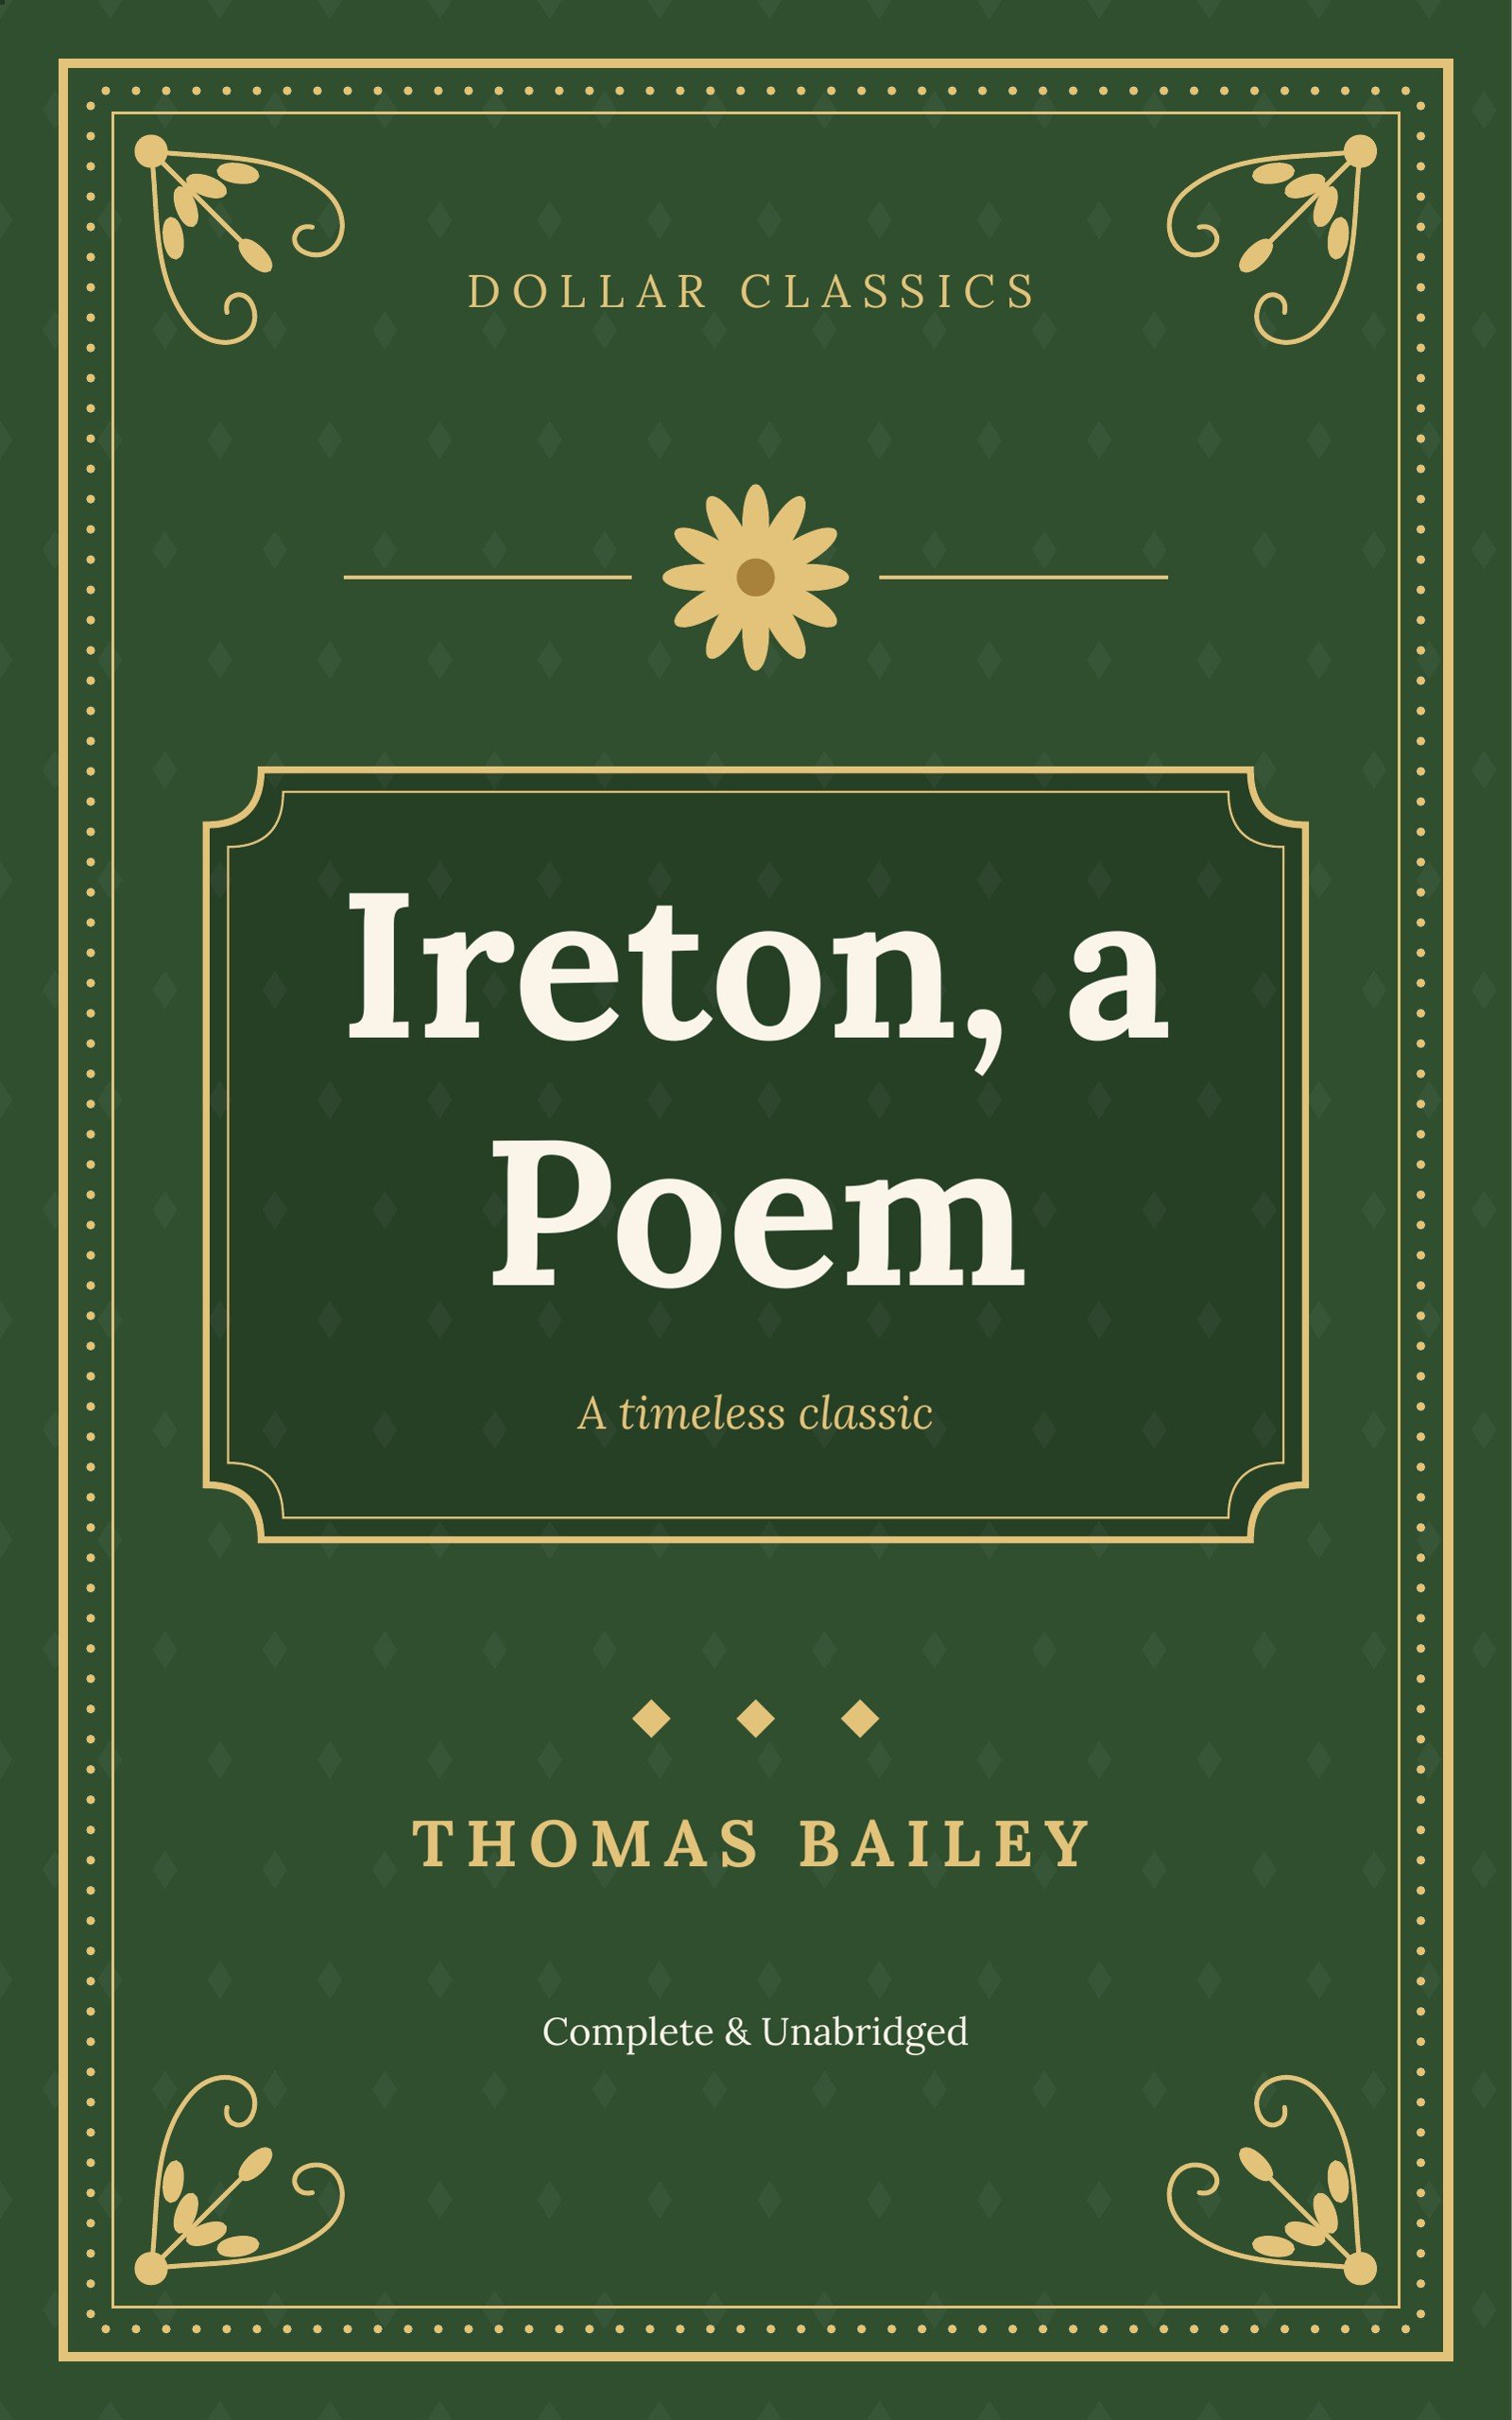 DOLLAR CLASSICS
Ireton, a
Poem
A timeless classic
THOMAS BAILEY
Complete & Unabridged